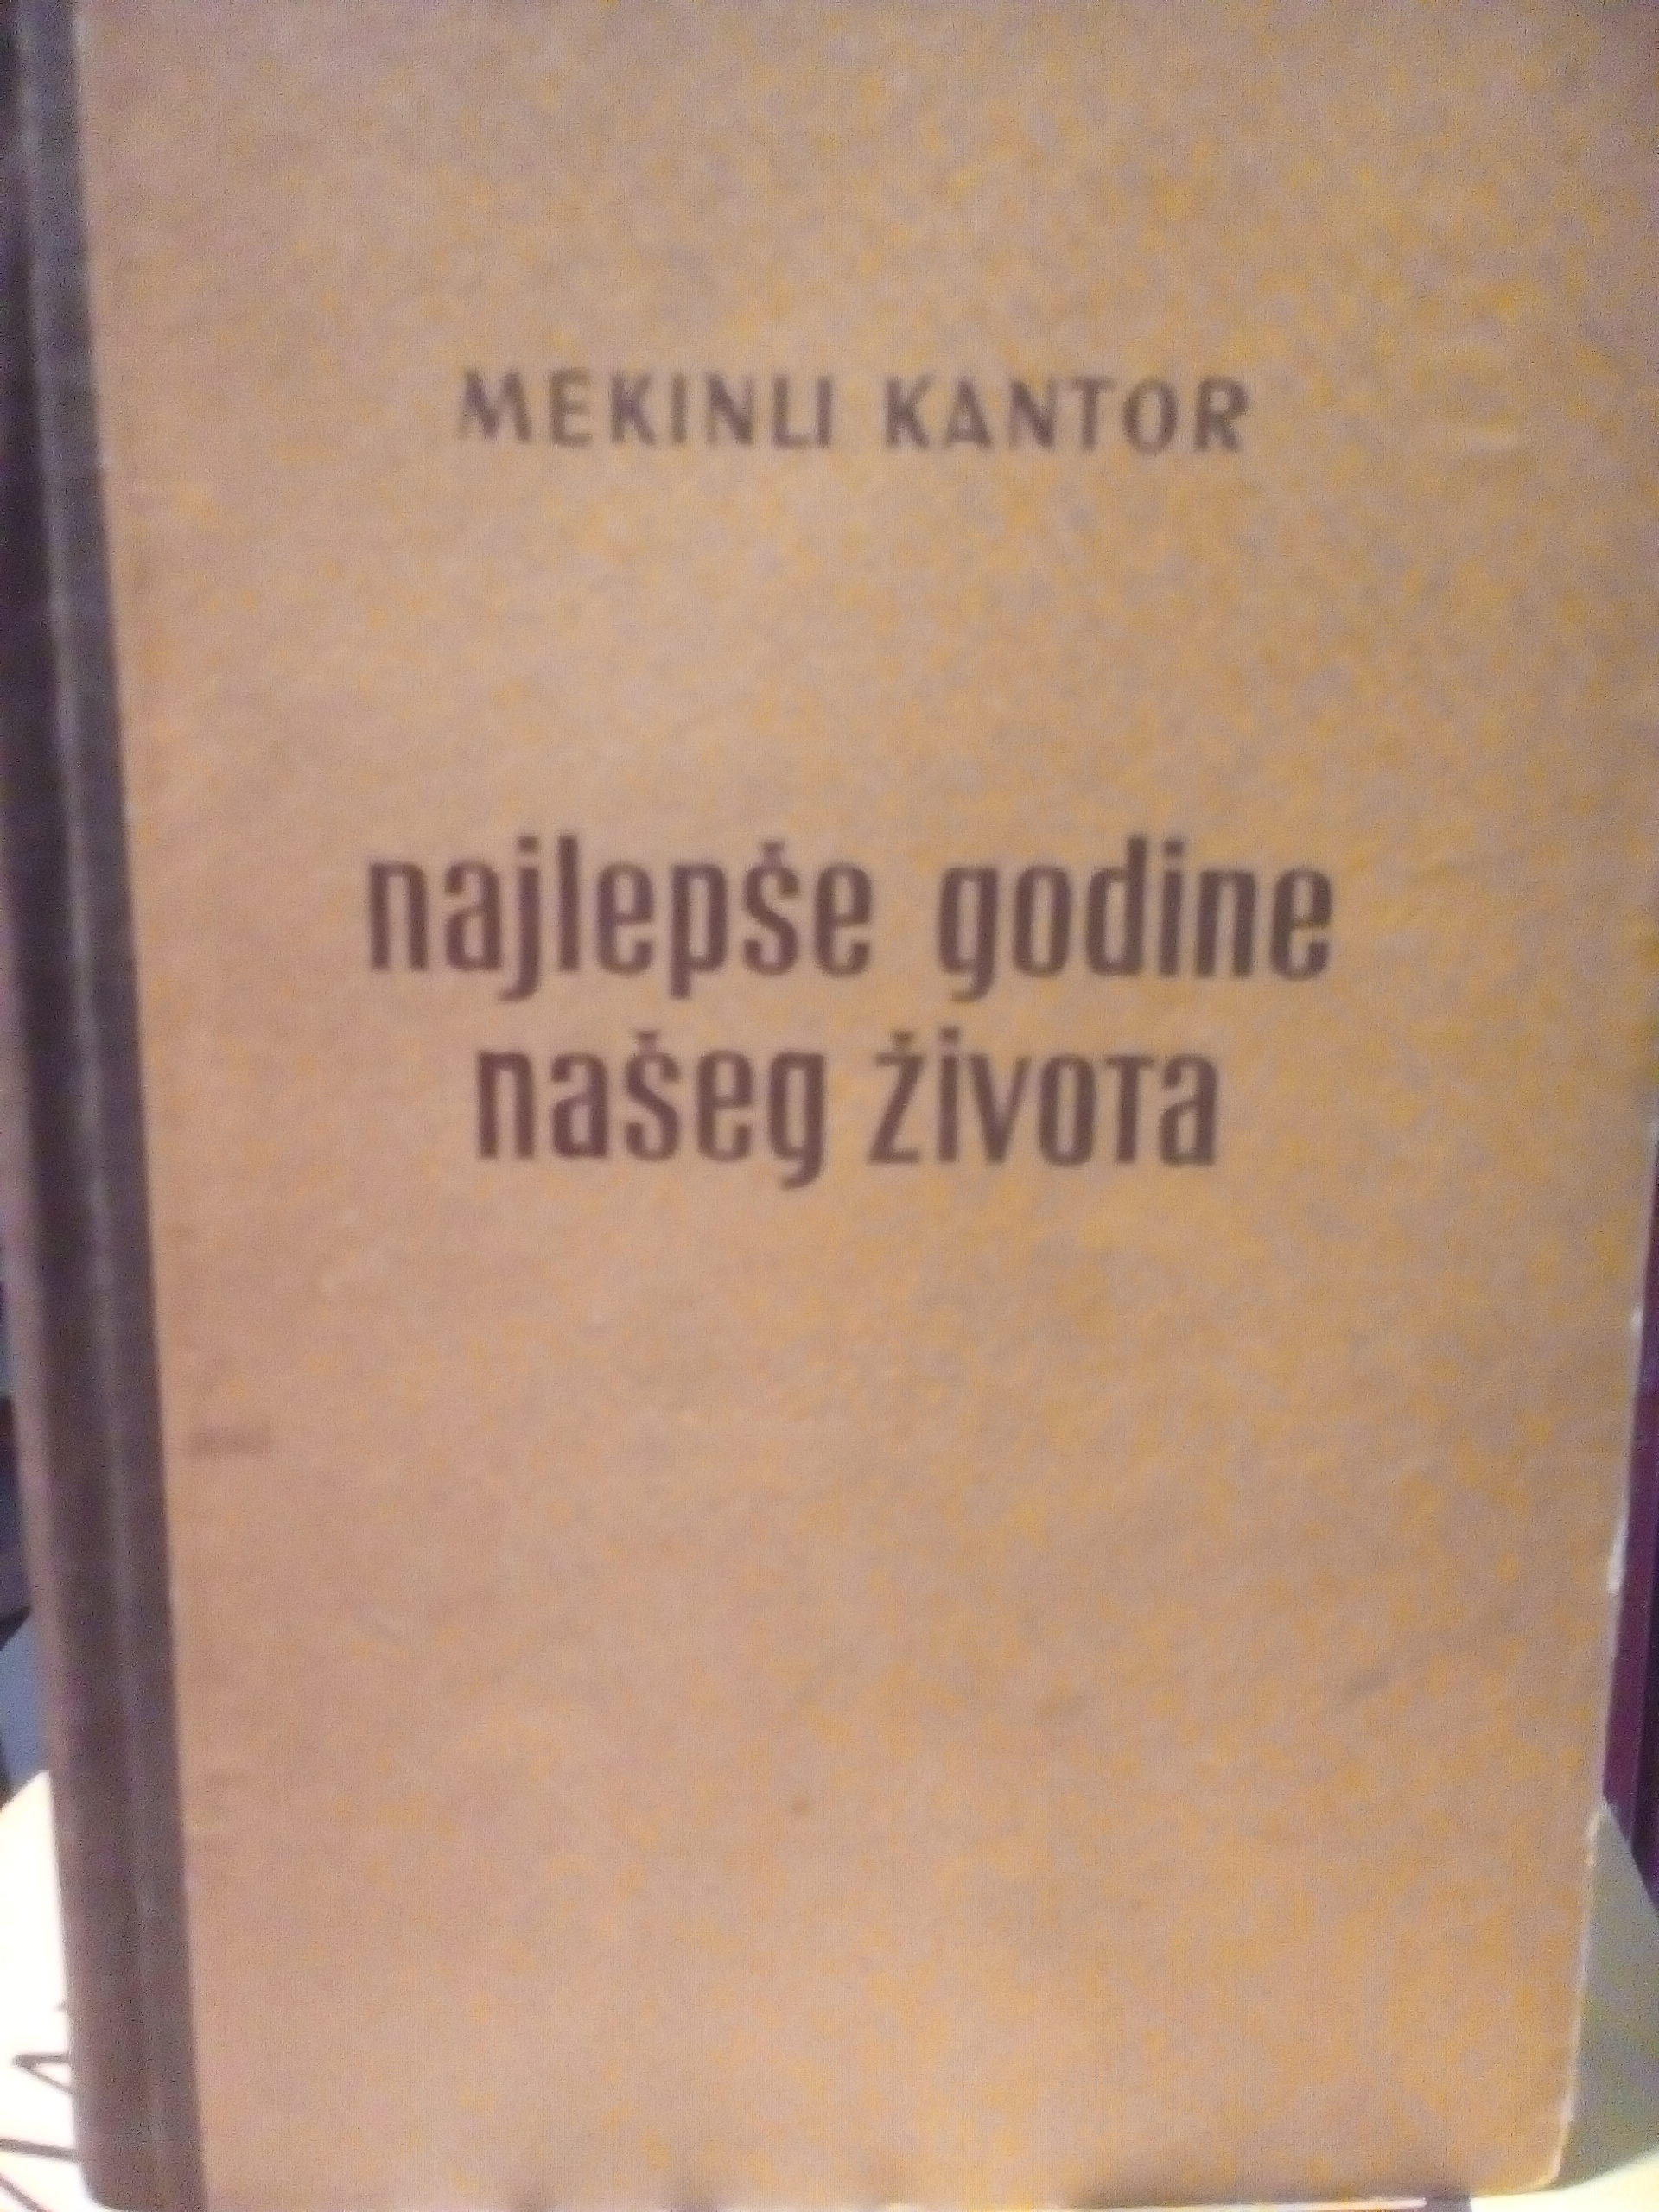 MEKINLI KANTOR
najlepše godine
našeg života